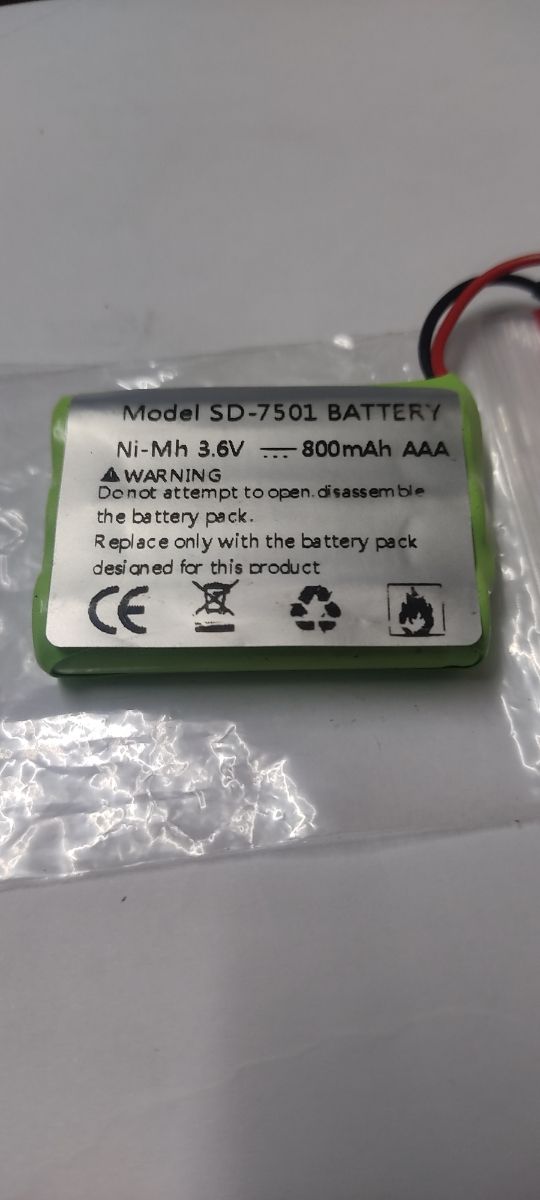 Model SD-7501 BATTERY
Ni-Mh 3.6V ⎓ 800mAh AAA
WARNING
Do not attempt to open.disassemble
the battery pack.
Replace only with the battery pack
designed for this product
CE